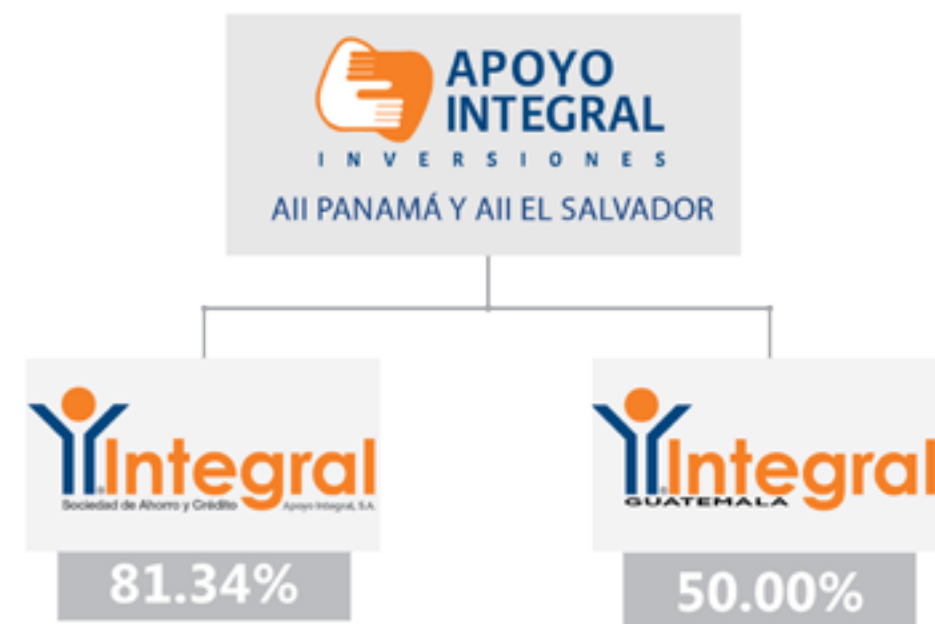 APOYO
INTEGRAL
INVERSIONES
AII PANAMÁ Y AII EL SALVADOR
Integral
Sociedad de Ahorro y Crédito Apoyo Integral, S.A.
81.34%
Integral
GUATEMALA
50.00%